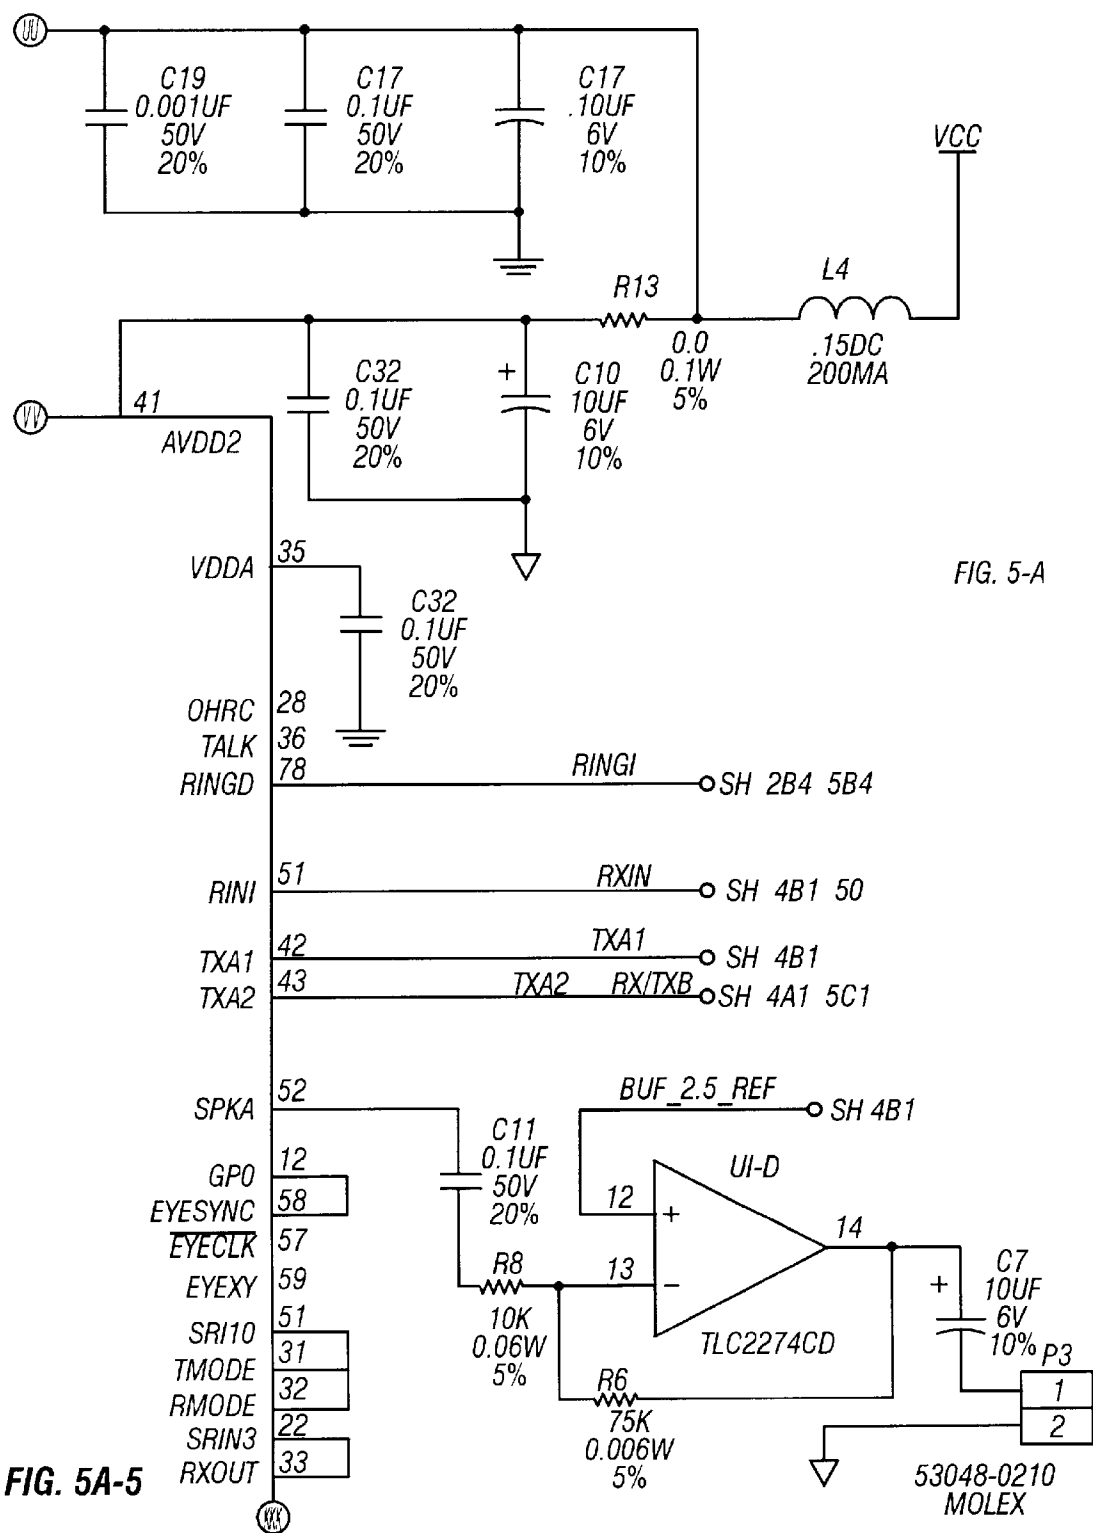 UU
C19
0.001UF
50V
20%
C17
0.1UF
50V
20%
C17
.10UF
6V
10%
VCC
L4
.15DC
200MA
R13
0.0
0.1W
5%
C32
0.1UF
50V
20%
+
C10
10UF
6V
10%
VV
41
AVDD2
VDDA 35
FIG. 5-A
C32
0.1UF
50V
20%
OHRC 28
TALK 36
RINGD 78 RINGI SH 2B4 5B4
RINI 51 RXIN SH 4B1 50
TXA1 42 TXA1 SH 4B1
TXA2 43 TXA2 RX/TXB SH 4A1 5C1
SPKA 52
BUF_2.5_REF SH 4B1
C11
0.1UF
50V
20%
UI-D
12 +
13 -
14
TLC2274CD
GP0 12
EYESYNC 58
EYECLK 57
EYEXY 59
R8
10K
0.06W
5%
C7
+ 10UF
6V
10%
SRI10 51
TMODE 31
RMODE 32
SRIN3 22
RXOUT 33
R6
75K
0.006W
5%
P3
1
2
53048-0210
MOLEX
FIG. 5A-5
KKK